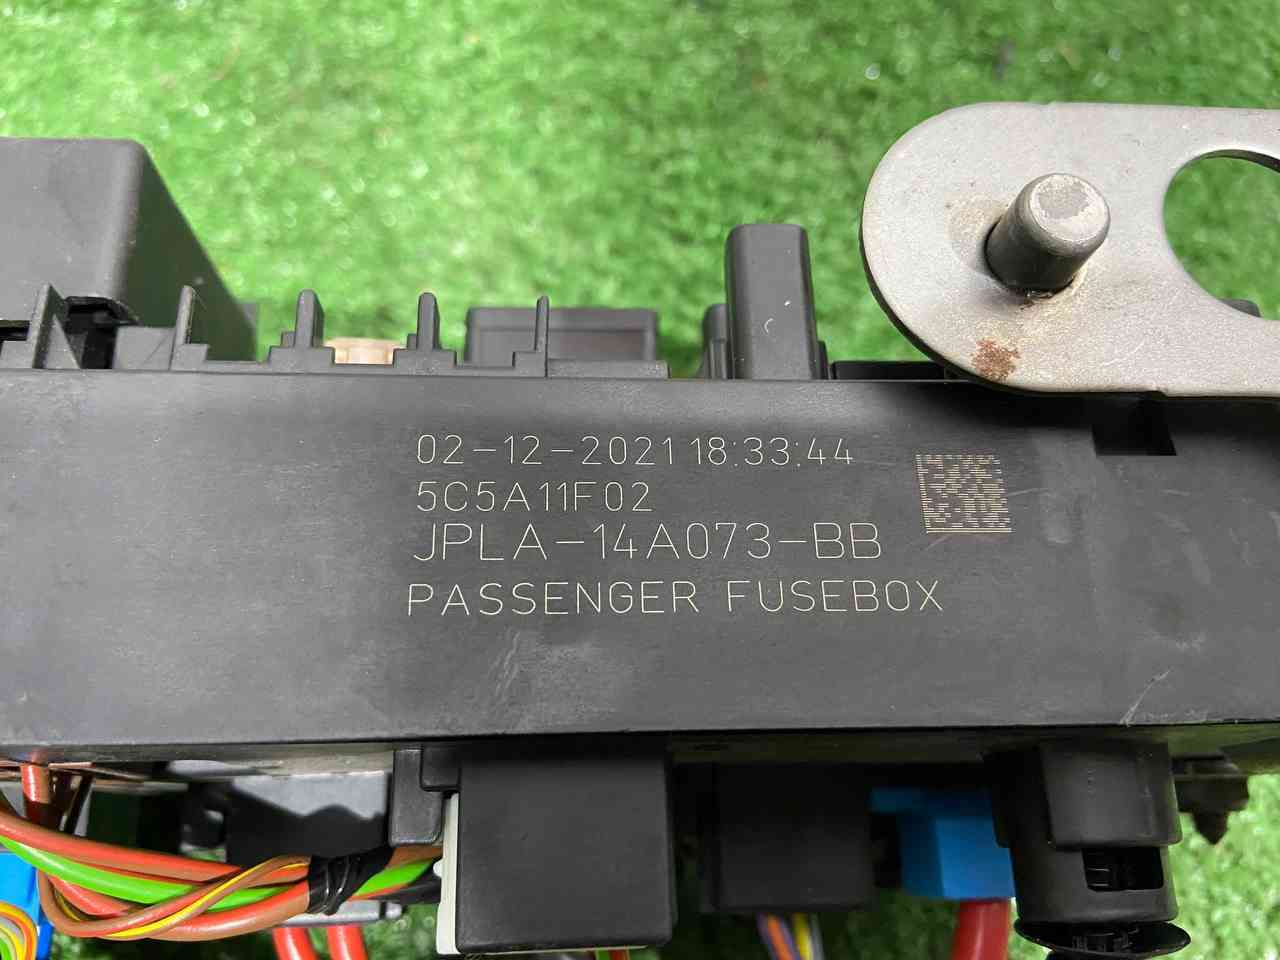 02-12-2021 18:33:44
5C5A11F02
JPLA-14A073-BB
PASSENGER FUSEBOX